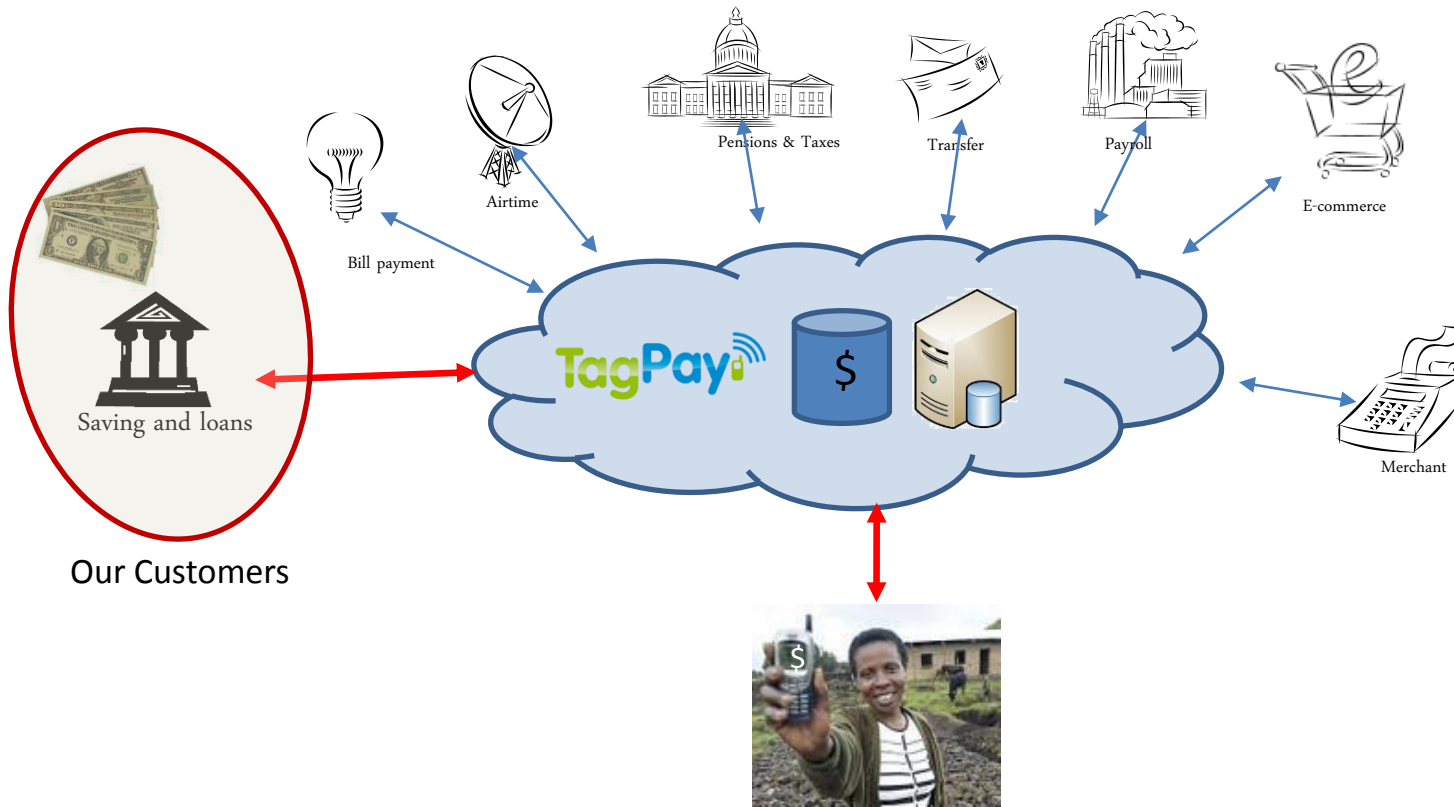 Pensions & Taxes
Transfer
Payroll
Airtime
E-commerce
Bill payment
TagPay
$
Saving and loans
Merchant
Our Customers
$